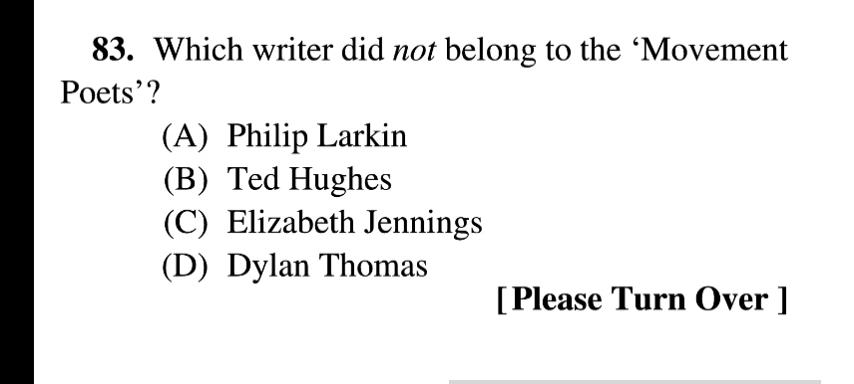 83. Which writer did not belong to the ‘Movement
Poets’?
(A) Philip Larkin
(B) Ted Hughes
(C) Elizabeth Jennings
(D) Dylan Thomas
[ Please Turn Over ]